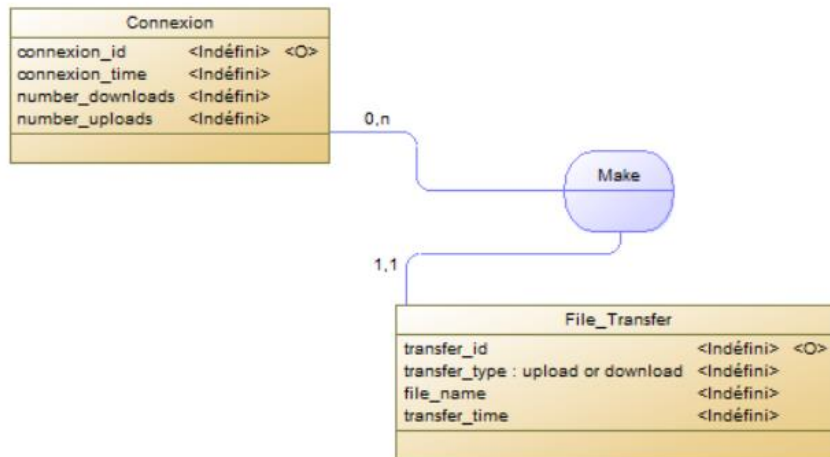 Connexion
connexion_id <Indéfini> <O>
connexion_time <Indéfini>
number_downloads <Indéfini>
number_uploads <Indéfini>
0,n
Make
1,1
File_Transfer
transfer_id <Indéfini> <O>
transfer_type : upload or download <Indéfini>
file_name <Indéfini>
transfer_time <Indéfini>